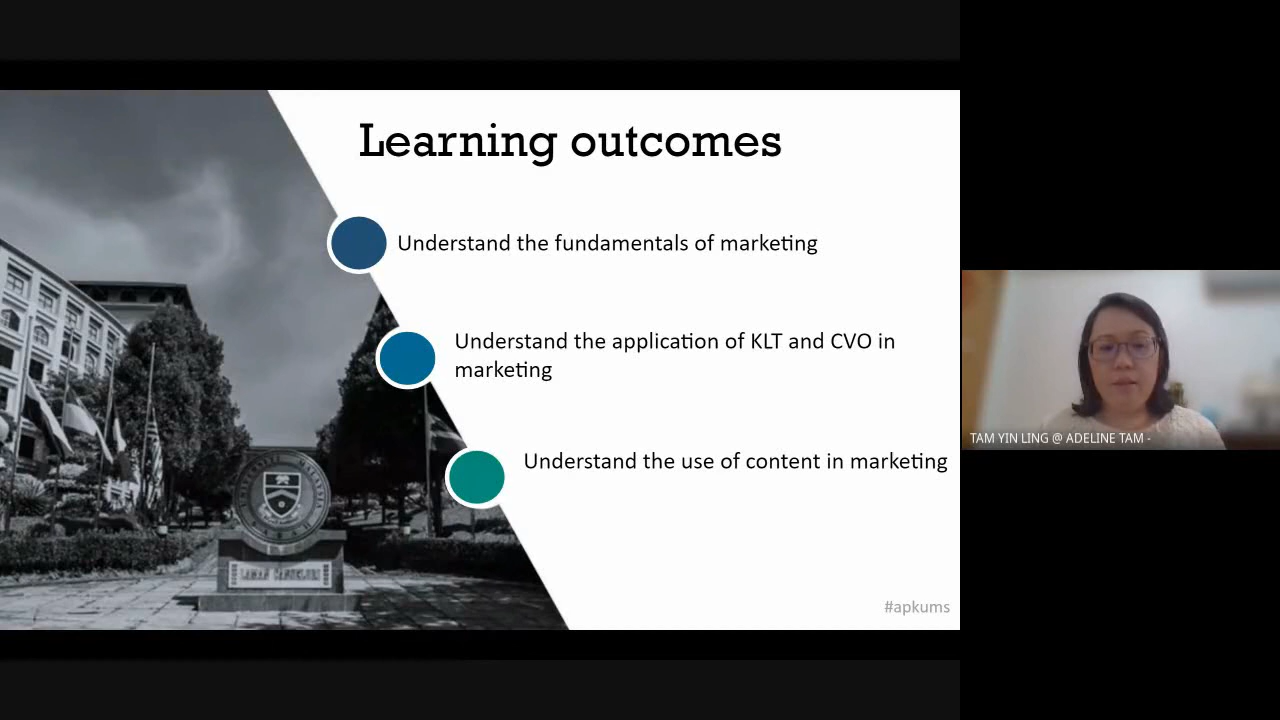 Learning outcomes
Understand the fundamentals of marketing
Understand the application of KLT and CVO in
marketing
Understand the use of content in marketing
#apkums
TAM YIN LING @ ADELINE TAM -